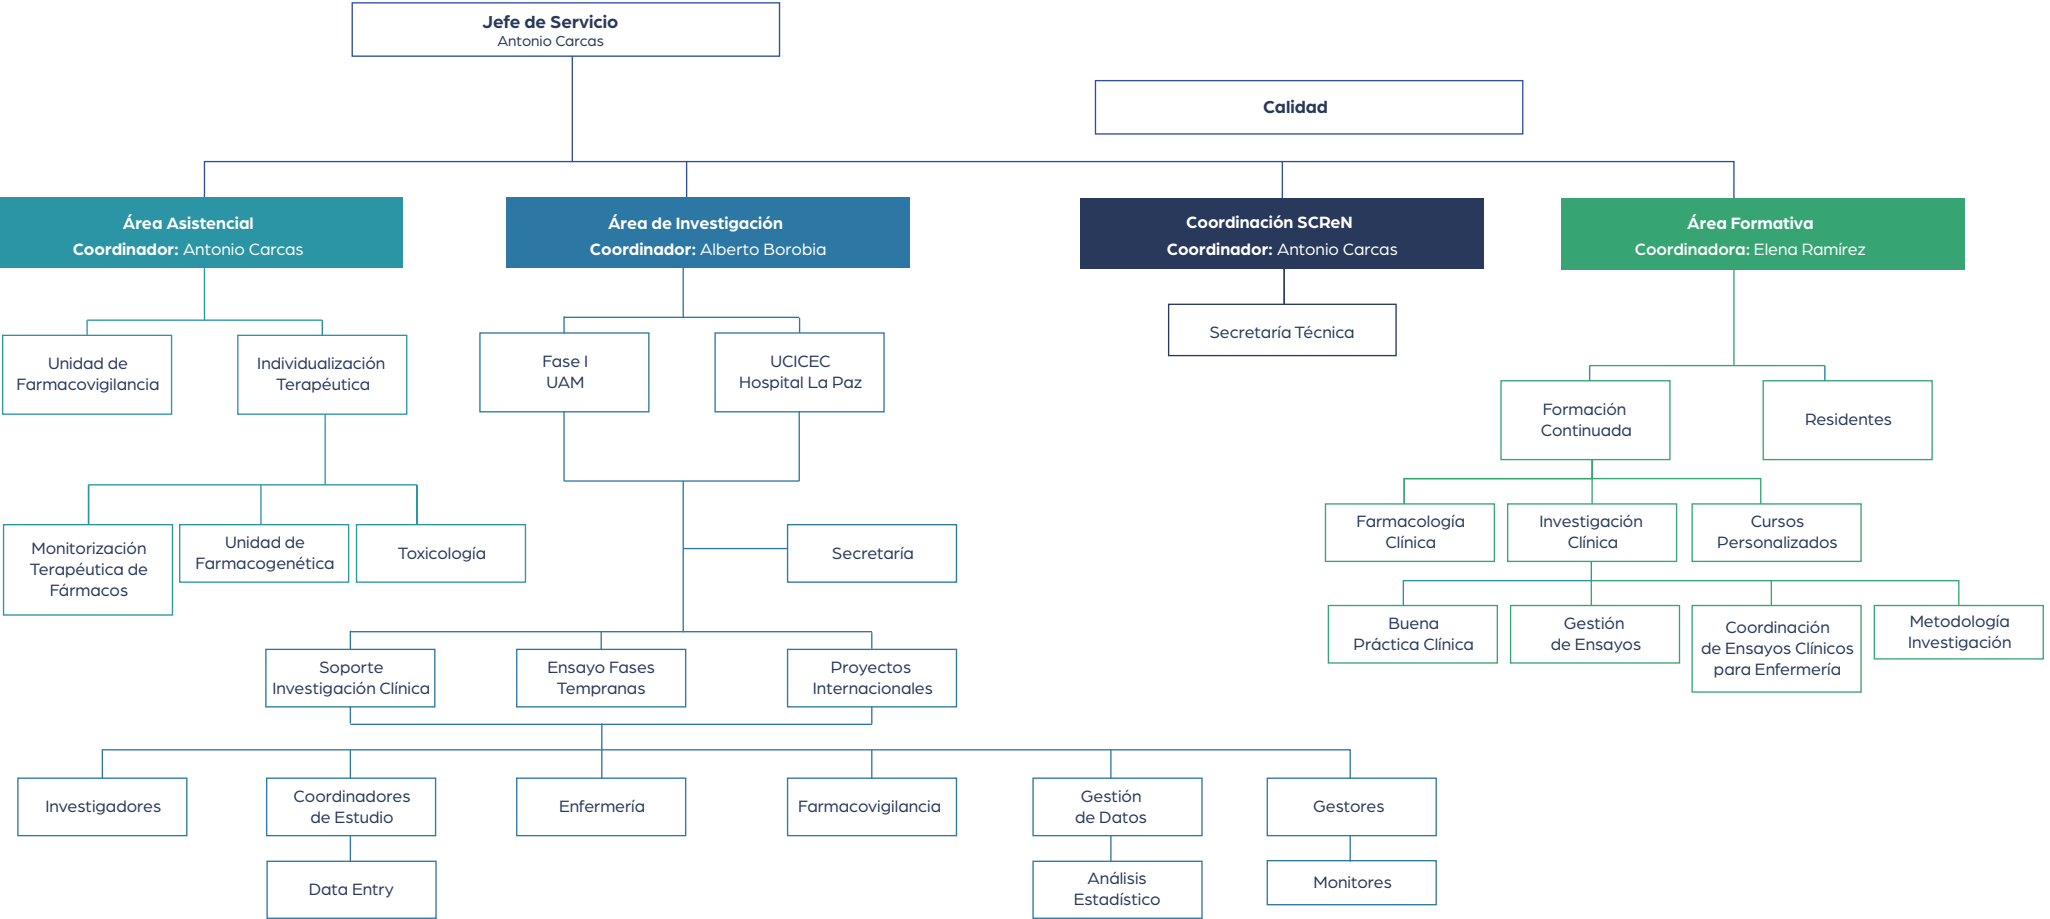 Jefe de Servicio
Antonio Carcas
Calidad
Área Asistencial
Coordinador: Antonio Carcas
Área de Investigación
Coordinador: Alberto Borobia
Coordinación SCReN
Coordinador: Antonio Carcas
Área Formativa
Coordinadora: Elena Ramírez
Unidad de
Farmacovigilancia
Individualización
Terapéutica
Fase I
UAM
UCICEC
Hospital La Paz
Secretaría Técnica
Formación
Continuada
Residentes
Monitorización
Terapéutica de
Fármacos
Unidad de
Farmacogenética
Toxicología
Secretaría
Farmacología
Clínica
Investigación
Clínica
Cursos
Personalizados
Buena
Práctica Clínica
Gestión
de Ensayos
Coordinación
de Ensayos Clínicos
para Enfermería
Metodología
Investigación
Soporte
Investigación Clínica
Ensayo Fases
Tempranas
Proyectos
Internacionales
Investigadores
Coordinadores
de Estudio
Enfermería
Farmacovigilancia
Gestión
de Datos
Gestores
Data Entry
Análisis
Estadístico
Monitores